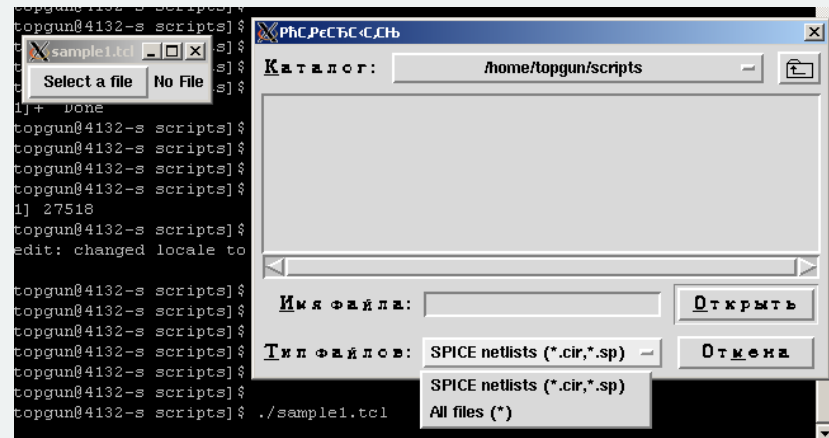 topgun@4132-s scripts]$
sample1.tcl
Select a file
No File
s]$
s]$
s]$
1]+ Done
topgun@4132-s scripts]$
topgun@4132-s scripts]$
topgun@4132-s scripts]$
topgun@4132-s scripts]$
1] 27518
topgun@4132-s scripts]$
edit: changed locale to
topgun@4132-s scripts]$
topgun@4132-s scripts]$
topgun@4132-s scripts]$
topgun@4132-s scripts]$
topgun@4132-s scripts]$
topgun@4132-s scripts]$
topgun@4132-s scripts]$ ./sample1.tcl
РћС‚РєСЂС‹С‚СЊ
Каталог: /home/topgun/scripts
Имя файла:
Открыть
Тип файлов: SPICE netlists (*.cir,*.sp)
Отмена
SPICE netlists (*.cir,*.sp)
All files (*)